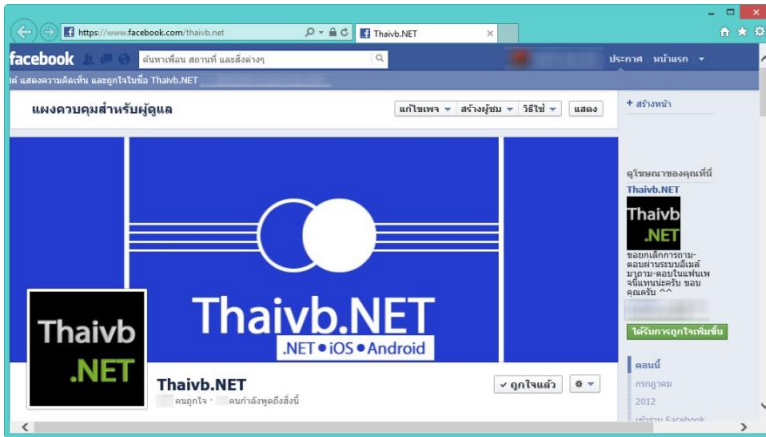 https://www.facebook.com/thaivb.net
Thaivb.NET
facebook
ค้นหาเพื่อน สถานที่ และสิ่งต่างๆ
ประกาศ หน้าแรก
แสดงความคิดเห็น และถูกใจในชื่อ Thaivb.NET
แผงควบคุมสำหรับผู้ดูแล
แก้ไขเพจ
สร้างผู้ชม
วิธีใช้
แสดง
+ สร้างหน้า
ดูโฆษณาของคุณที่นี่
Thaivb.NET
Thaivb
.NET
ขอยกเลิกการถาม-
ตอบผ่านระบบอีเมล์
มาถาม-ตอบในแฟนเพ
จนี้แทนนะครับ ขอบ
คุณครับ ^^
ได้รับการถูกใจเพิ่มขึ้น
Thaivb.NET
.NET • iOS • Android
Thaivb
.NET
Thaivb.NET
คนถูกใจ · คนกำลังพูดถึงสิ่งนี้
✓ ถูกใจแล้ว
ตอนนี้
กรกฎาคม
2012
เข้าร่วม Facebook